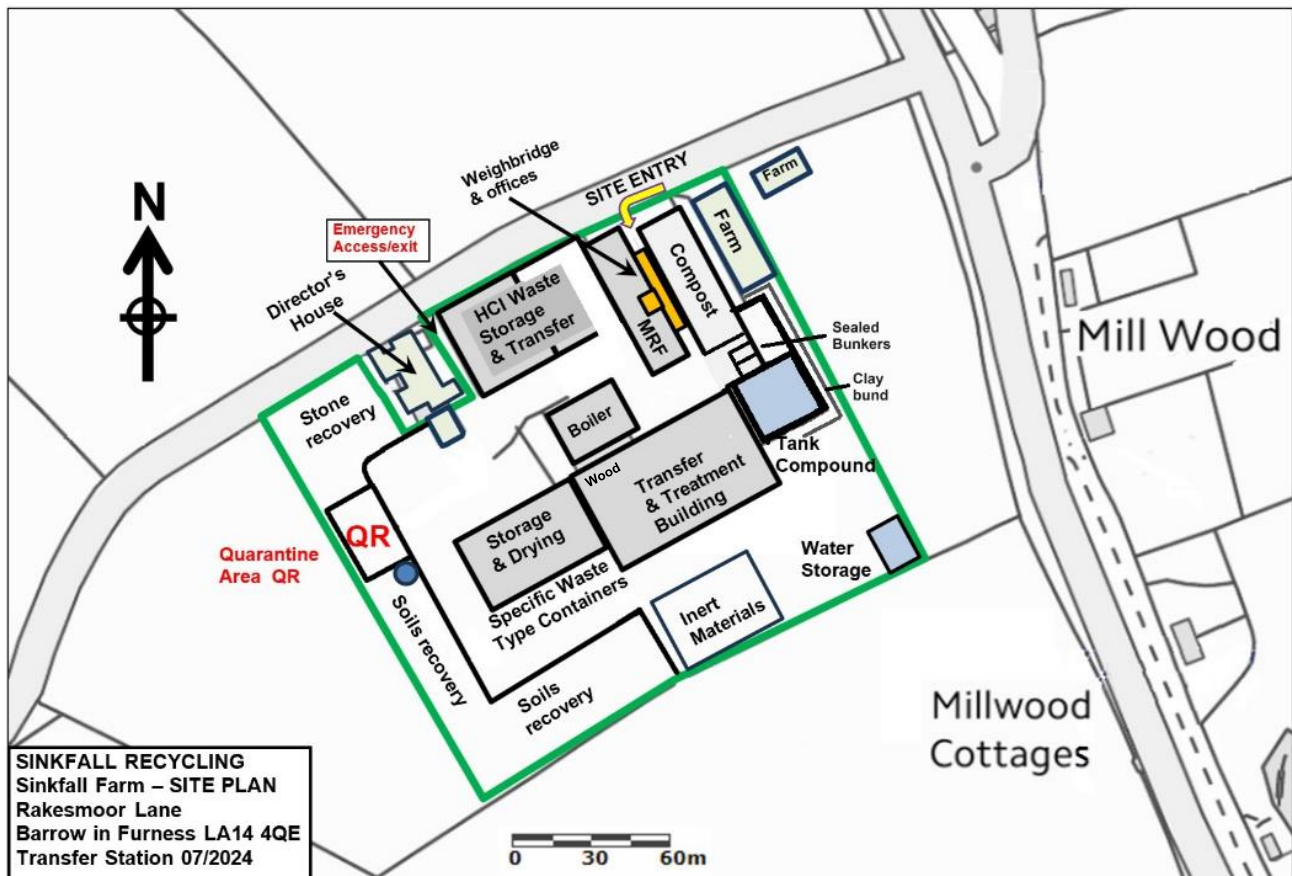 N
Weighbridge
& offices
SITE ENTRY
Farm
Farm
Emergency
Access/exit
Director's
House
HCI Waste
Storage
& Transfer
MRF
Compost
Sealed
Bunkers
Clay
bund
Mill Wood
Stone
recovery
Boiler
Wood
Transfer
& Treatment
Building
Tank
Compound
QR
Quarantine
Area QR
Storage
& Drying
Specific Waste
Type Containers
Water
Storage
Soils recovery
Inert
Materials
Soils
recovery
Millwood
Cottages
SINKFALL RECYCLING
Sinkfall Farm – SITE PLAN
Rakesmoor Lane
Barrow in Furness LA14 4QE
Transfer Station 07/2024
0 30 60m